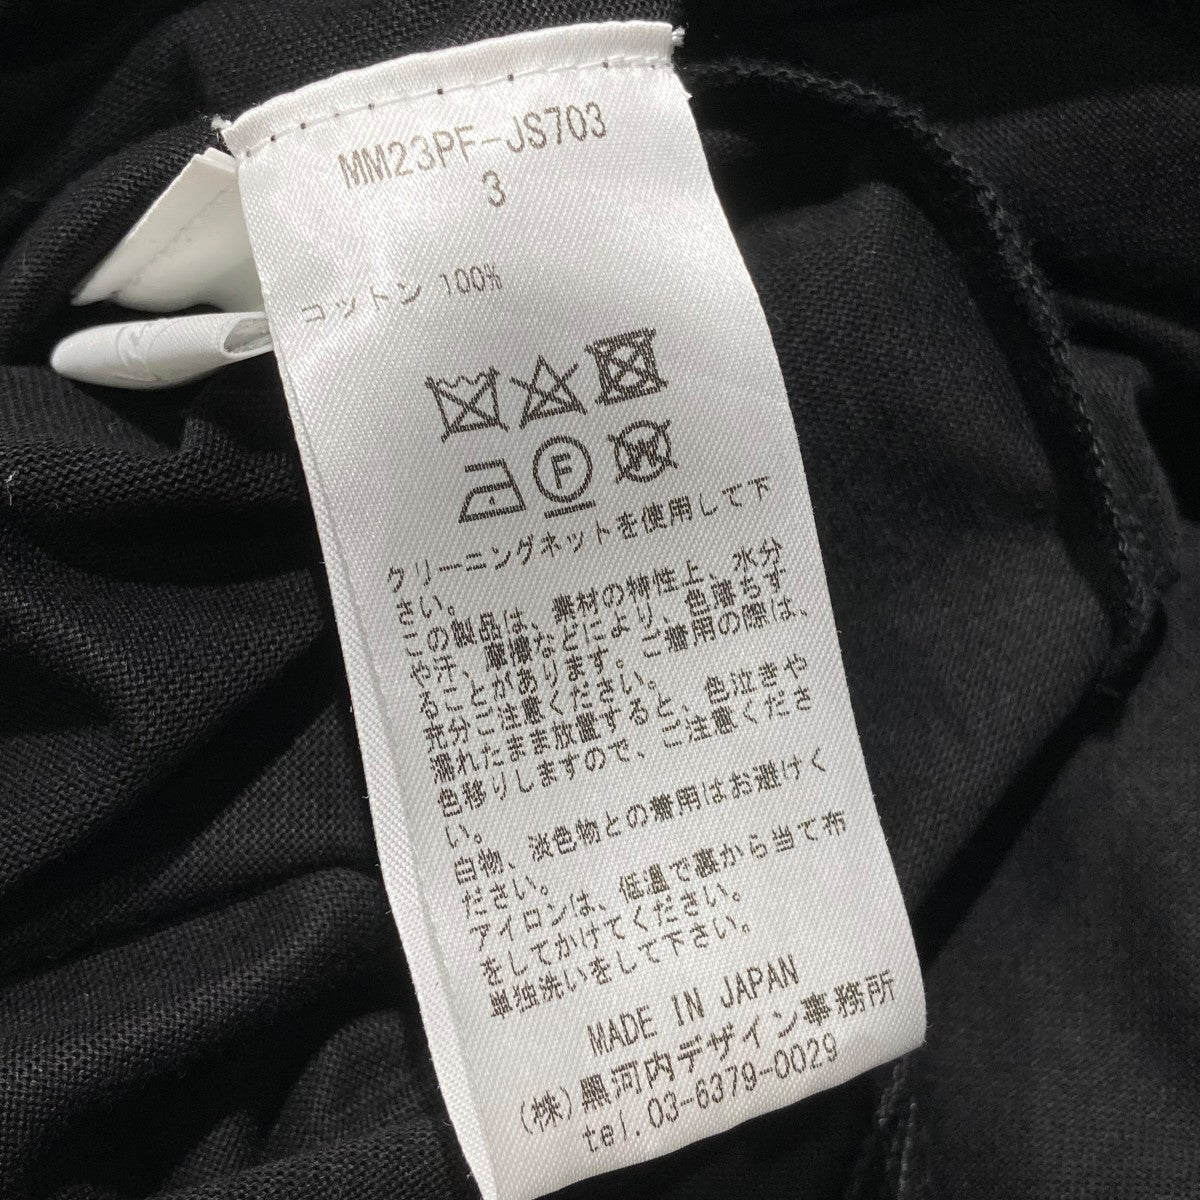 MM23PF-JS703
3
コットン 100%
F
W
クリーニングネットを使用して下
さい。
この製品は、素材の特性上、水分
や汗、摩擦などにより、色落ちす
ることがあります。ご着用の際は、
充分ご注意ください。
濡れたまま放置すると、色泣きや
色移りしますので、ご注意くださ
い。
白物、淡色物との着用はお避けく
ださい。
アイロンは、低温で裏から当て布
をしてかけてください。
単独洗いをして下さい。
MADE IN JAPAN
(株)黒河内デザイン事務所
tel.03-6379-0029